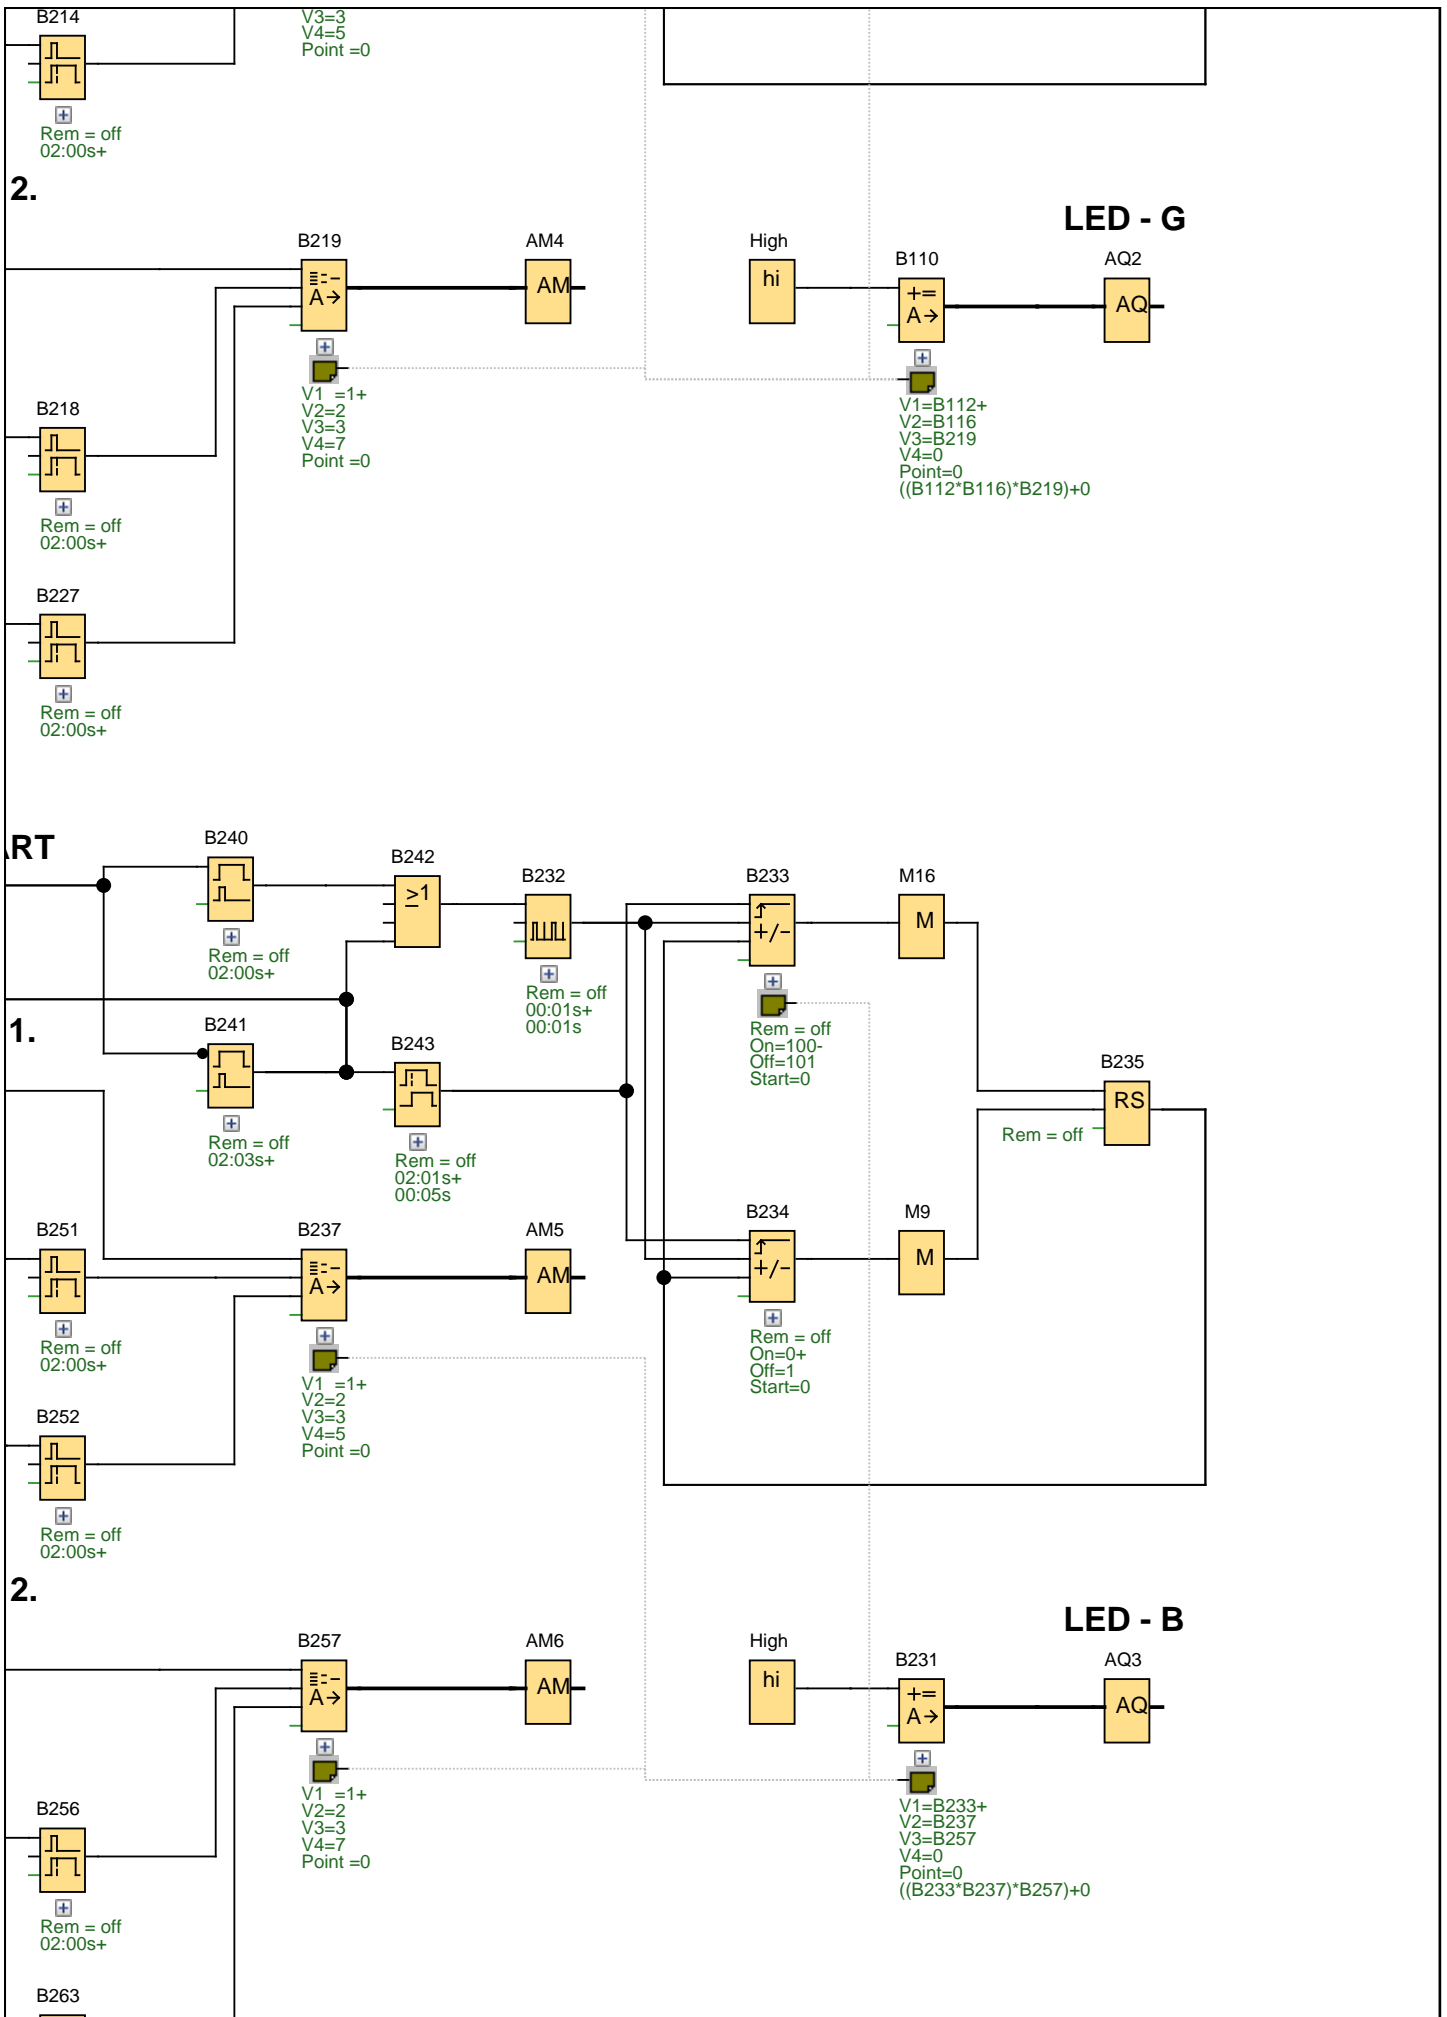 B214
V3=3
V4=5
Point =0
Rem = off
02:00s+
2.
LED - G
B219
A→
AM4
AM
High
hi
B110
+=
A→
AQ2
AQ
V1 =1+
V2=2
V3=3
V4=7
Point =0
V1=B112+
V2=B116
V3=B219
V4=0
Point=0
((B112*B116)*B219)+0
B218
Rem = off
02:00s+
B227
Rem = off
02:00s+
ART
B240
Rem = off
02:00s+
B242
≥1
B232
Rem = off
00:01s+
00:01s
B233
+/-
Rem = off
On=100-
Off=101
Start=0
M16
M
1.
B241
Rem = off
02:03s+
B243
Rem = off
02:01s+
00:05s
B235
RS
Rem = off
B251
Rem = off
02:00s+
B237
A→
AM5
AM
V1 =1+
V2=2
V3=3
V4=5
Point =0
B234
+/-
Rem = off
On=0+
Off=1
Start=0
M9
M
B252
Rem = off
02:00s+
2.
LED - B
B257
A→
AM6
AM
High
hi
B231
+=
A→
AQ3
AQ
V1 =1+
V2=2
V3=3
V4=7
Point =0
V1=B233+
V2=B237
V3=B257
V4=0
Point=0
((B233*B237)*B257)+0
B256
Rem = off
02:00s+
B263